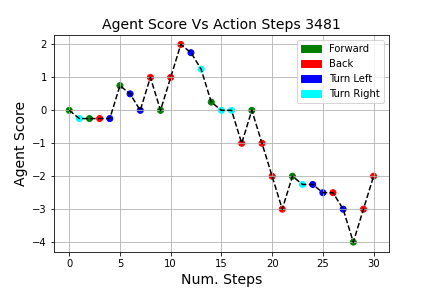 Agent Score Vs Action Steps 3481
Agent Score
2
1
0
−1
−2
−3
−4
Forward
Back
Turn Left
Turn Right
0 5 10 15 20 25 30
Num. Steps